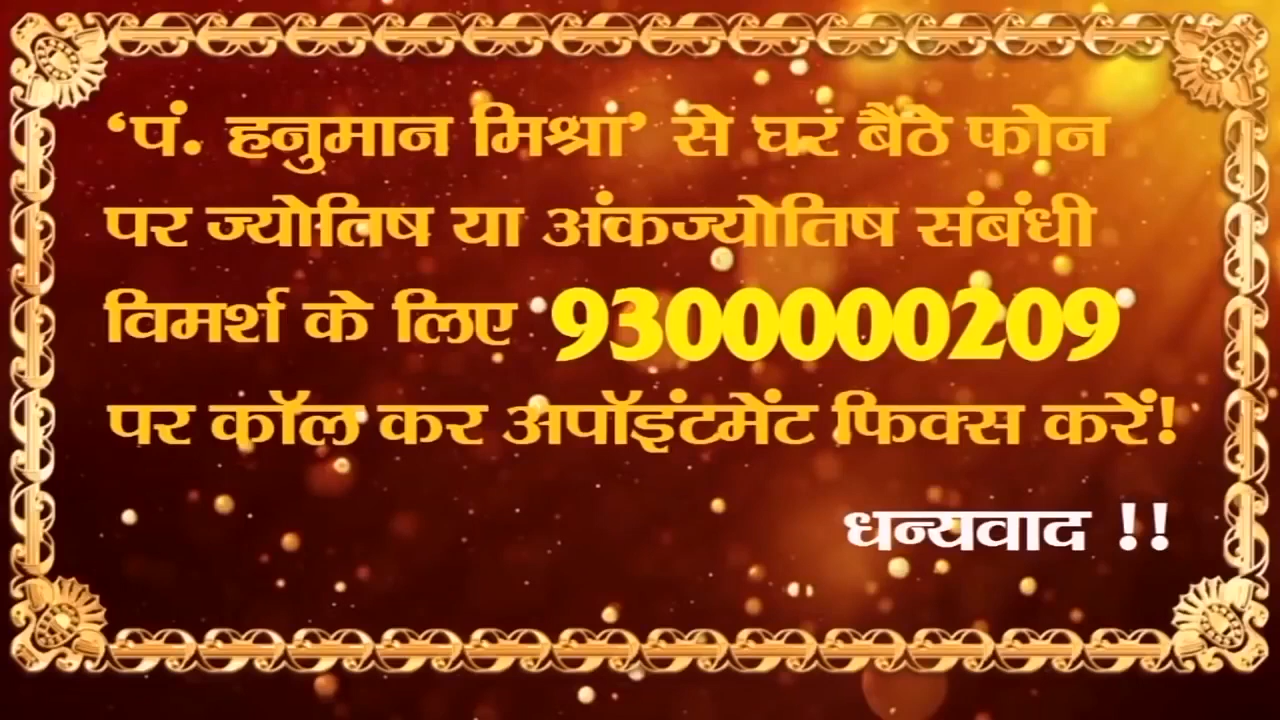 ‘पं. हनुमान मिश्रा’ से घर बैठे फोन
पर ज्योतिष या अंकज्योतिष संबंधी
विमर्श के लिए 9300000209
पर कॉल कर अपॉइंटमेंट फिक्स करें!
धन्यवाद !!